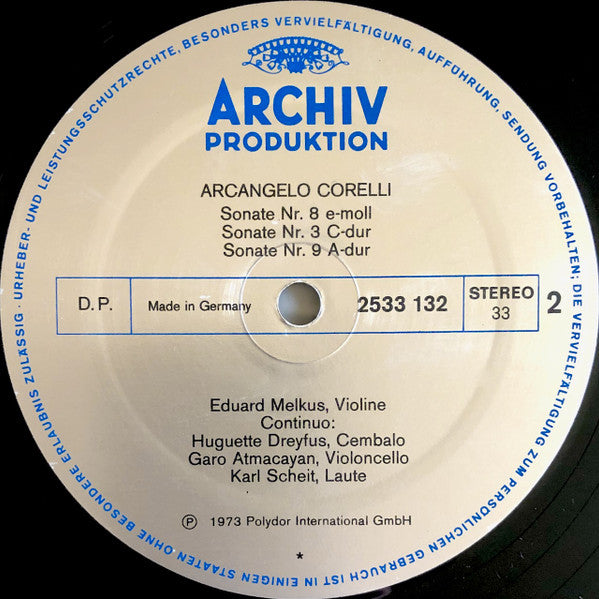 URHEBER- UND LEISTUNGSSCHUTZRECHTE, BESONDERS VERVIELFÄLTIGUNG, AUFFÜHRUNG, SENDUNG VORBEHALTEN; DIE VERVIELFÄLTIGUNG ZUM PERSÖNLICHEN GEBRAUCH IST IN EINIGEN STAATEN OHNE BESONDERE ERLAUBNIS ZULÄSSIG ·
ARCHIV
PRODUKTION
ARCANGELO CORELLI
Sonate Nr. 8 e-moll
Sonate Nr. 3 C-dur
Sonate Nr. 9 A-dur
D.P. Made in Germany 2533 132 STEREO 2
33
Eduard Melkus, Violine
Continuo:
Huguette Dreyfus, Cembalo
Garo Atmacayan, Violoncello
Karl Scheit, Laute
Ⓟ 1973 Polydor International GmbH
*